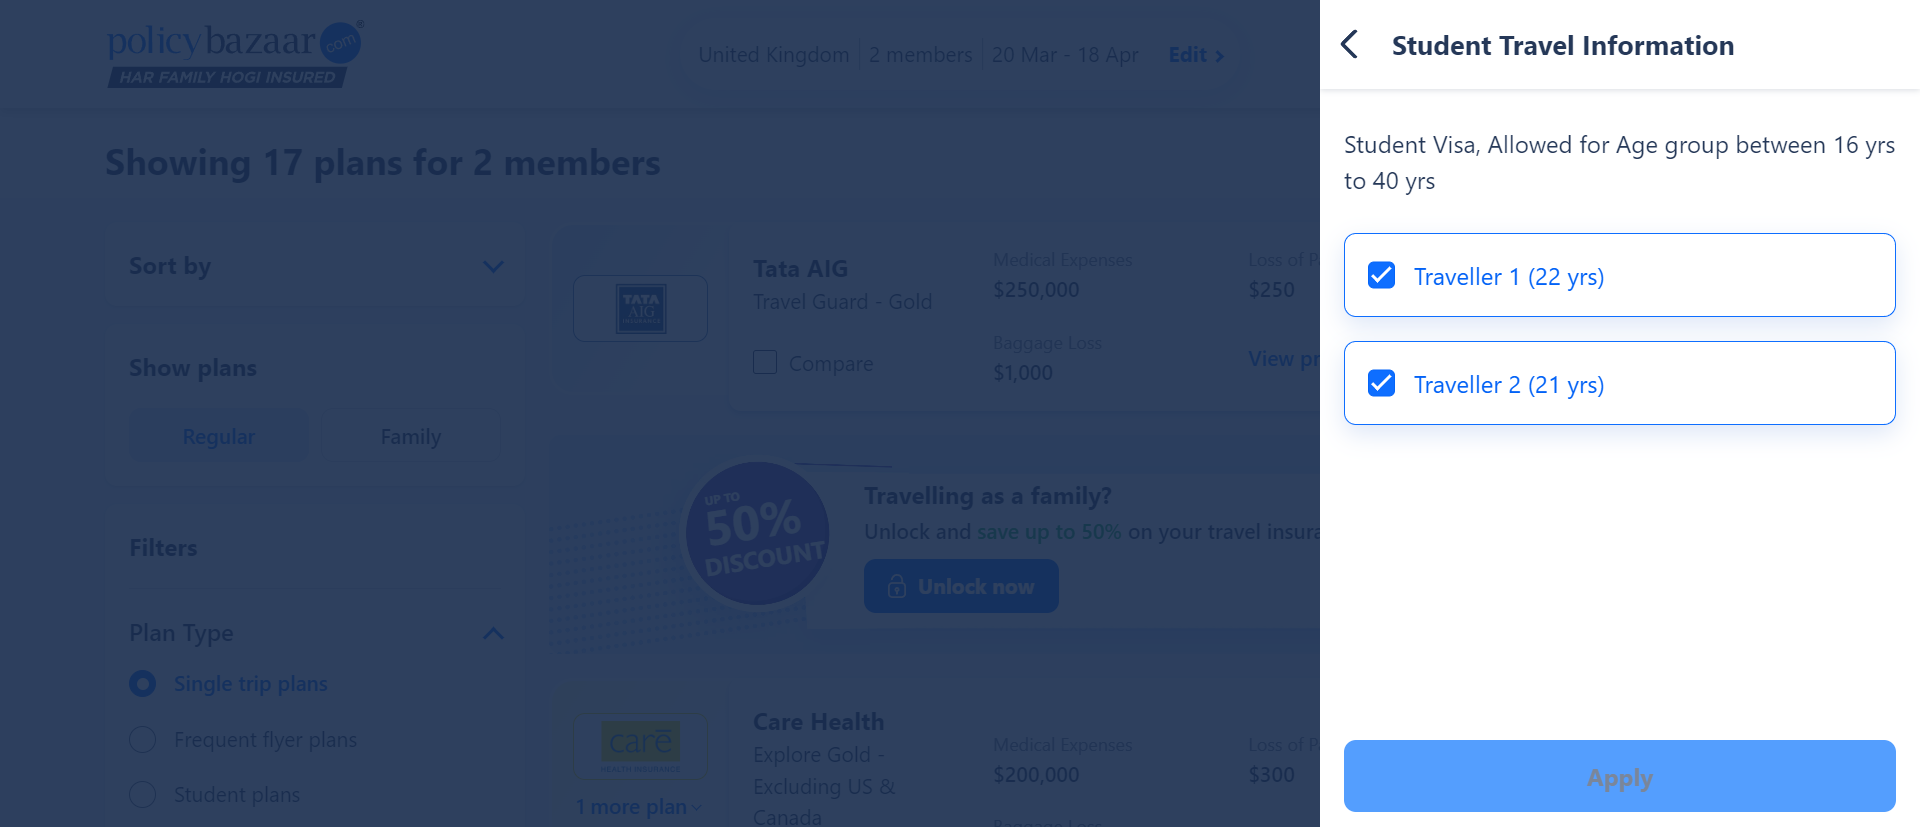 policybazaar.com®
HAR FAMILY HOGI INSURED
United Kingdom 2 members 20 Mar - 18 Apr Edit
Showing 17 plans for 2 members
Sort by
Show plans
Regular Family
Filters
Plan Type
Single trip plans
Frequent flyer plans
Student plans
TATA
AIG
INSURANCE
Tata AIG
Travel Guard - Gold
Compare
Medical Expenses
$250,000
Loss of
$250
Baggage Loss
$1,000
View
UP TO
50%
DISCOUNT
Travelling as a family?
Unlock and save up to 50% on your travel
Unlock now
care
HEALTH INSURANCE
1 more plan
Care Health
Explore Gold -
Excluding US &
Canada
Medical Expenses
$200,000
Loss of
$300
Baggage Loss
Student Travel Information
Student Visa, Allowed for Age group between 16 yrs
to 40 yrs
Traveller 1 (22 yrs)
Traveller 2 (21 yrs)
Apply